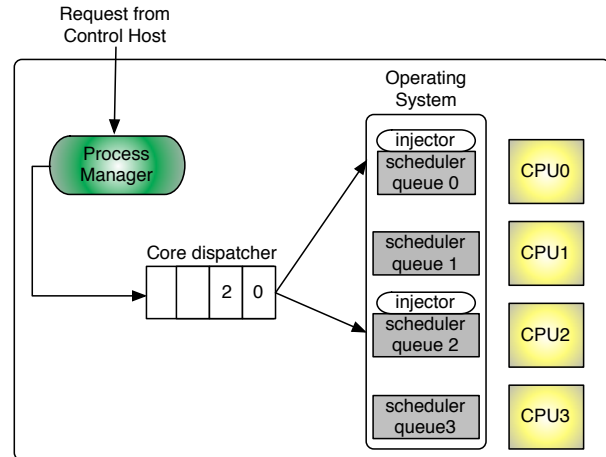 Request from
Control Host
Operating
System
Process
Manager
injector
scheduler
queue 0
CPU0
Core dispatcher
2 0
scheduler
queue 1
CPU1
injector
scheduler
queue 2
CPU2
scheduler
queue3
CPU3